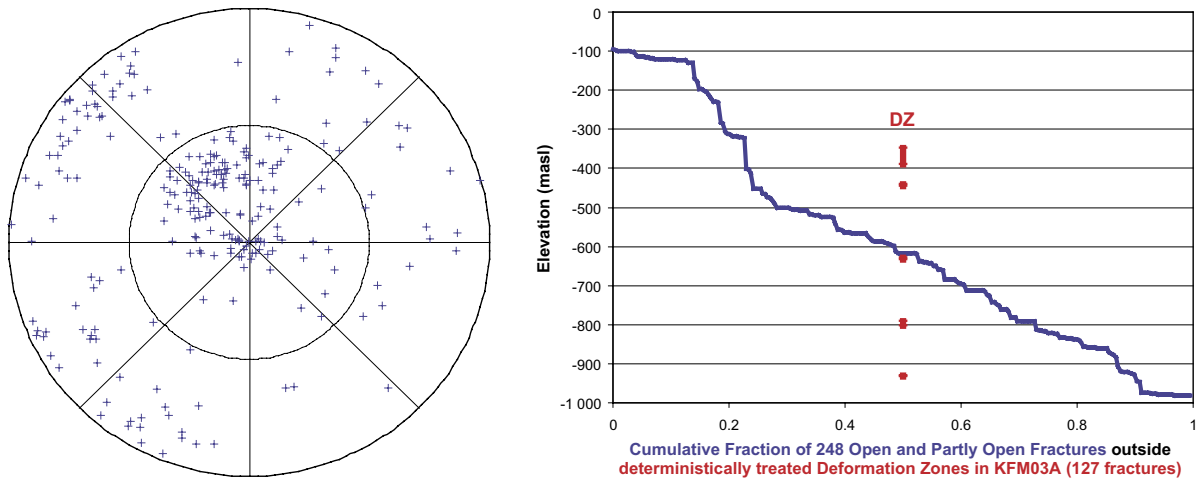 0
-100
-200
-300
-400
-500
-600
-700
-800
-900
-1 000
Elevation (masl)
DZ
0 0.2 0.4 0.6 0.8 1
Cumulative Fraction of 248 Open and Partly Open Fractures outside
deterministically treated Deformation Zones in KFM03A (127 fractures)